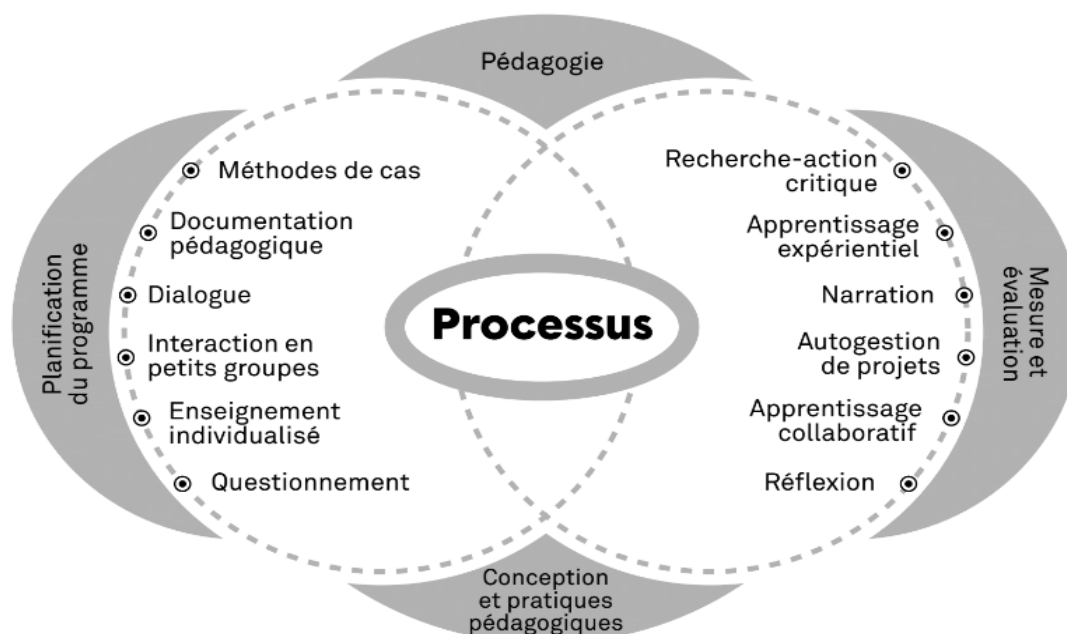 Pédagogie
Planification
du programme
Méthodes de cas
Documentation
pédagogique
Dialogue
Interaction en
petits groupes
Enseignement
individualisé
Questionnement
Processus
Recherche-action
critique
Apprentissage
expérientiel
Narration
Autogestion
de projets
Apprentissage
collaboratif
Réflexion
Mesure et
évaluation
Conception
et pratiques
pédagogiques